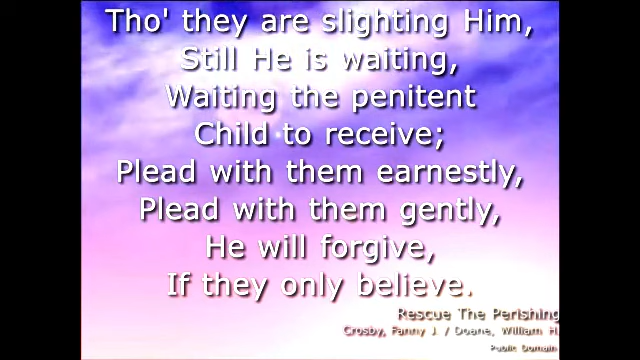 Tho' they are slighting Him,
Still He is waiting,
Waiting the penitent
Child to receive;
Plead with them earnestly,
Plead with them gently,
He will forgive,
If they only believe.
Rescue The Perishing
Crosby, Fanny J. / Doane, William H.
Public Domain